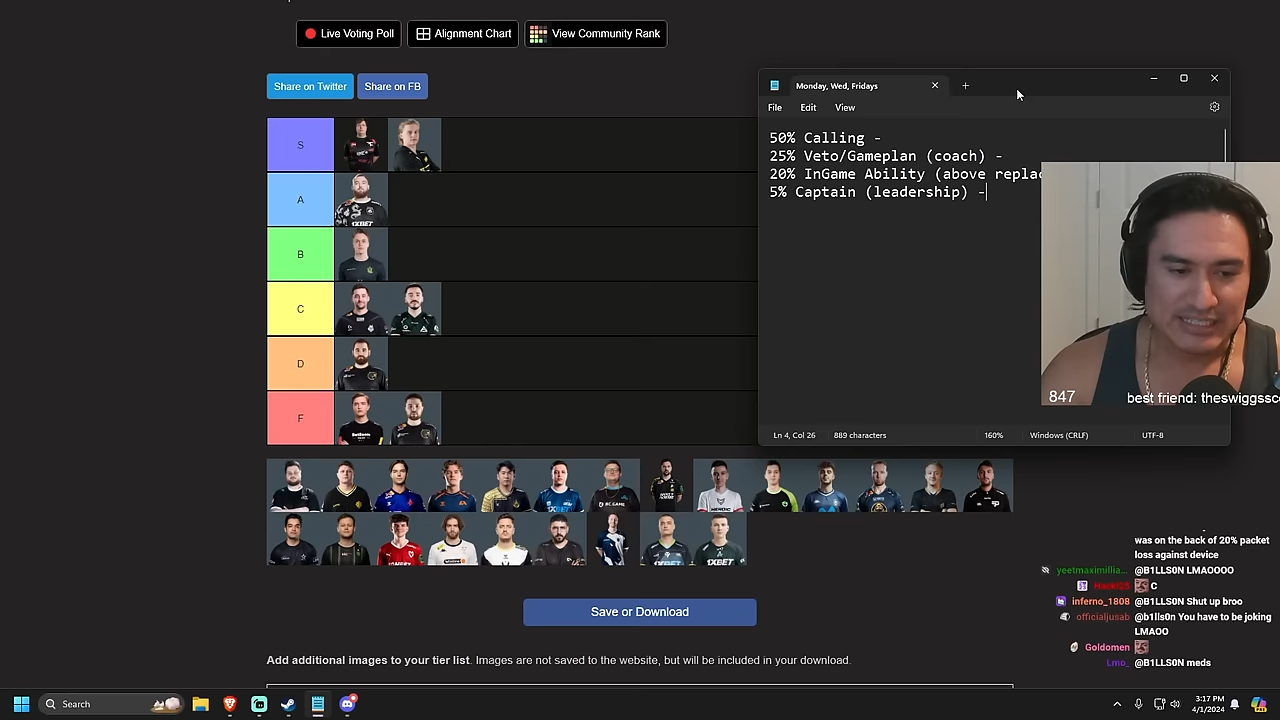 Live Voting Poll
Alignment Chart
View Community Rank
Share on Twitter
Share on FB
Monday, Wed, Fridays
File Edit View
50% Calling -
25% Veto/Gameplan (coach) -
20% InGame Ability (above replac
5% Captain (leadership) -
Ln 4, Col 26
889 characters
160%
Windows (CRLF)
UTF-8
S
A
B
C
D
F
847
best friend: theswiggssc
was on the back of 20% packet
loss against device
yeetmaximillia... @B1LLS0N LMAOOOO
C
inferno_1808 @B1LLS0N Shut up broo
officialjusab @b1lls0n You have to be joking
LMAOO
Goldomen
Lmo_ @B1LLS0N meds
Save or Download
Add additional images to your tier list. Images are not saved to the website, but will be included in your download.
Search
3:17 PM
4/1/2024